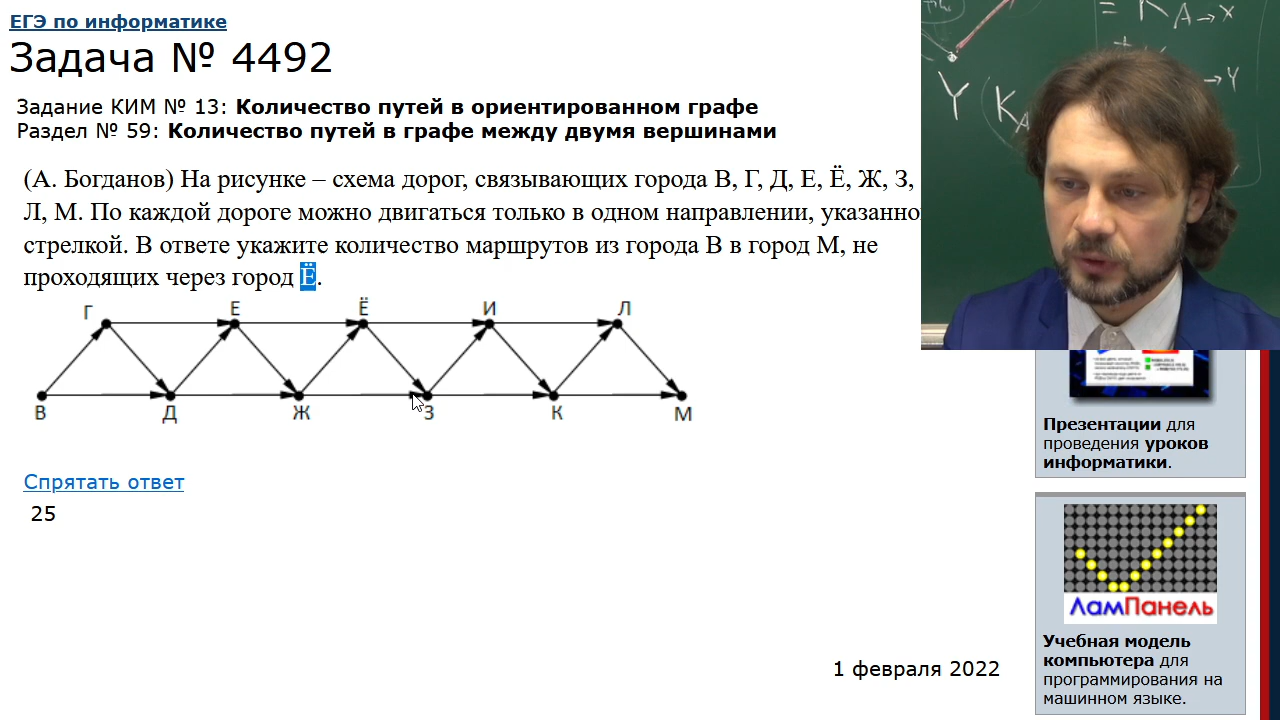 ЕГЭ по информатике
Задача № 4492
Задание КИМ № 13: Количество путей в ориентированном графе
Раздел № 59: Количество путей в графе между двумя вершинами
(А. Богданов) На рисунке – схема дорог, связывающих города В, Г, Д, Е, Ё, Ж, З,
Л, М. По каждой дороге можно двигаться только в одном направлении, указанно
стрелкой. В ответе укажите количество маршрутов из города В в город М, не
проходящих через город Ё.
Г Е Ё И Л
В Д Ж З К М
Спрятать ответ
25
1 февраля 2022
= K A→x
+
Y (K A
→Y
Презентации для
проведения уроков
информатики.
ЛамПанель
Учебная модель
компьютера для
программирования на
машинном языке.